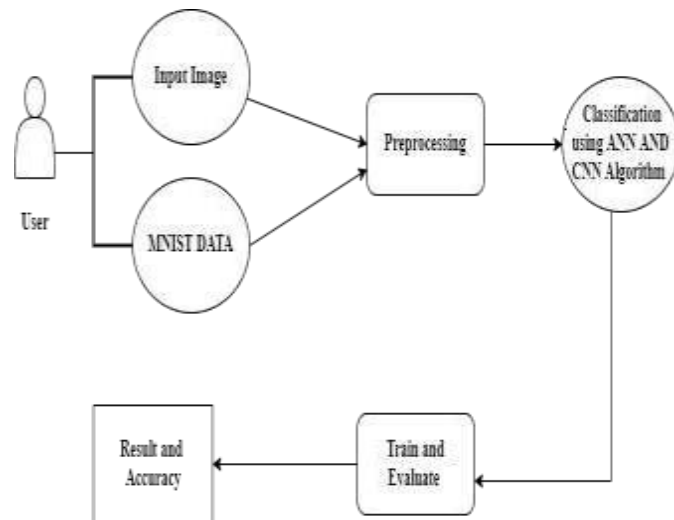 Input Image
User
MNIST DATA
Preprocessing
Classification
using ANN AND
CNN Algorithm
Train and
Evaluate
Result and
Accuracy